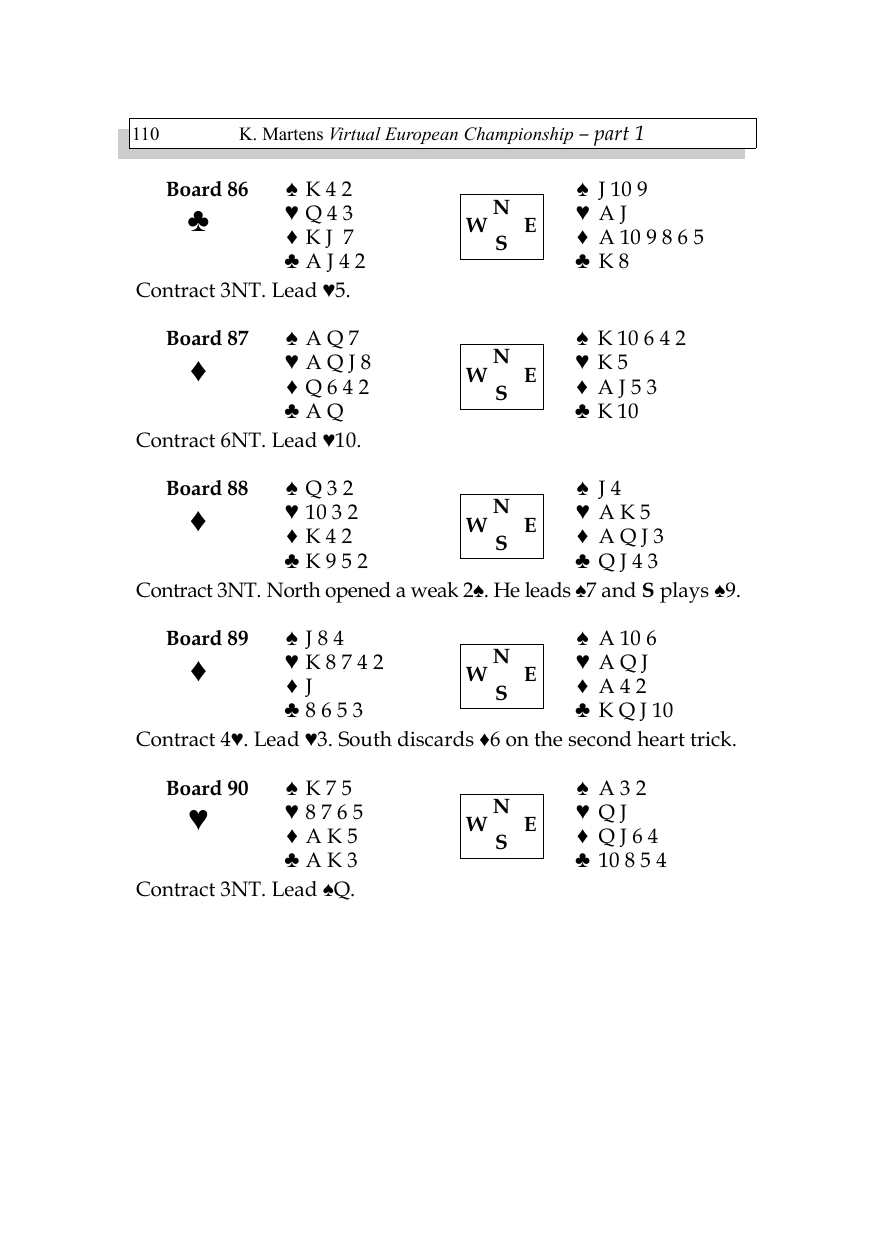 110 K. Martens Virtual European Championship – part 1
Board 86 ♠ K 4 2 ♠ J 10 9
♣ ♥ Q 4 3 N ♥ A J
♦ K J 7 W E ♦ A 10 9 8 6 5
♣ A J 4 2 S ♣ K 8
Contract 3NT. Lead ♥5.
Board 87 ♠ A Q 7 ♠ K 10 6 4 2
♦ ♥ A Q J 8 N ♥ K 5
♦ Q 6 4 2 W E ♦ A J 5 3
♣ A Q S ♣ K 10
Contract 6NT. Lead ♥10.
Board 88 ♠ Q 3 2 ♠ J 4
♦ ♥ 10 3 2 N ♥ A K 5
♦ K 4 2 W E ♦ A Q J 3
♣ K 9 5 2 S ♣ Q J 4 3
Contract 3NT. North opened a weak 2♠. He leads ♠7 and S plays ♠9.
Board 89 ♠ J 8 4 ♠ A 10 6
♦ ♥ K 8 7 4 2 N ♥ A Q J
♦ J W E ♦ A 4 2
♣ 8 6 5 3 S ♣ K Q J 10
Contract 4♥. Lead ♥3. South discards ♦6 on the second heart trick.
Board 90 ♠ K 7 5 ♠ A 3 2
♥ ♥ 8 7 6 5 N ♥ Q J
♦ A K 5 W E ♦ Q J 6 4
♣ A K 3 S ♣ 10 8 5 4
Contract 3NT. Lead ♠Q.